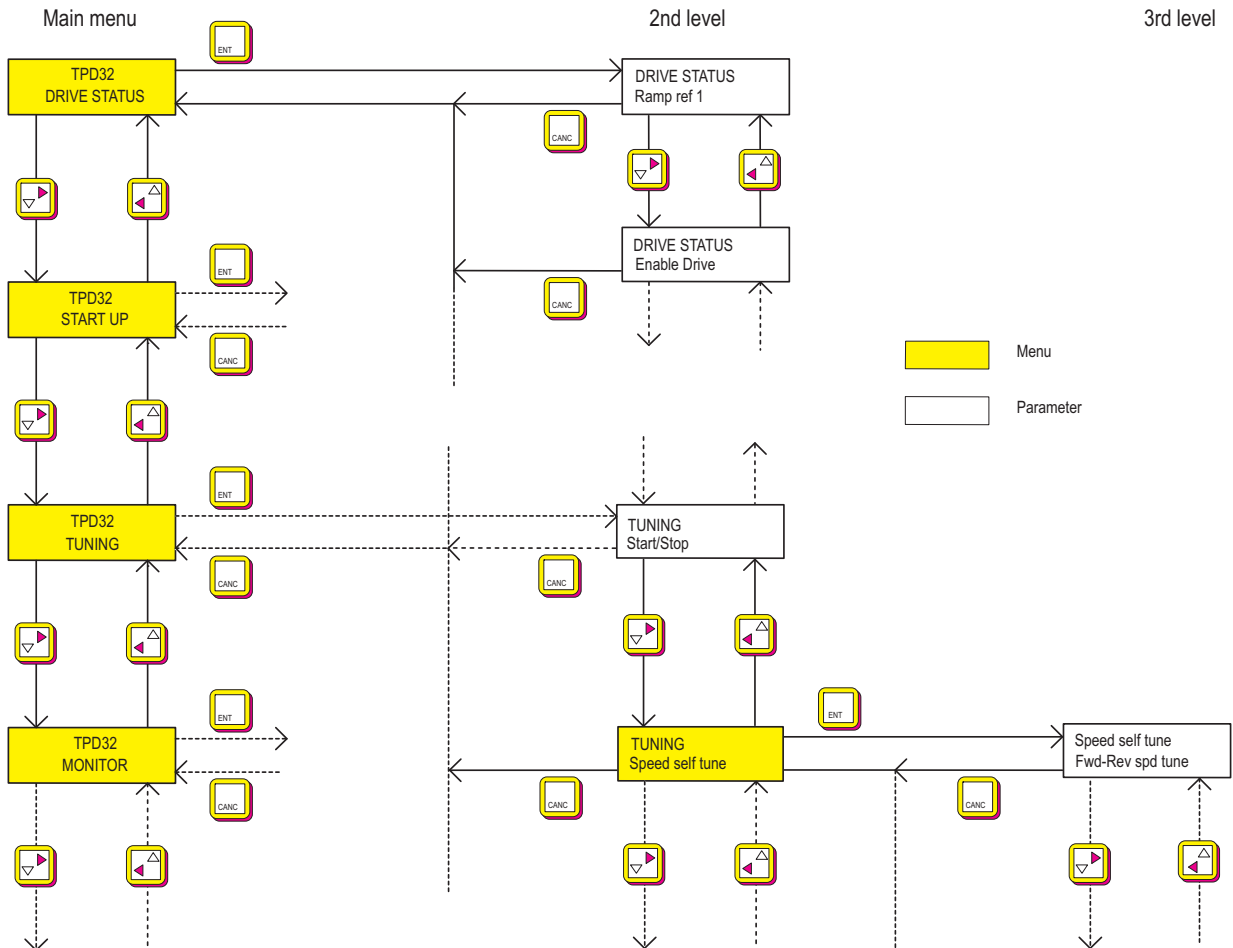 Main menu
2nd level
3rd level
ENT
TPD32
DRIVE STATUS
DRIVE STATUS
Ramp ref 1
CANC
DRIVE STATUS
Enable Drive
ENT
CANC
TPD32
START UP
CANC
Menu
Parameter
ENT
TPD32
TUNING
TUNING
Start/Stop
CANC
CANC
ENT
ENT
TPD32
MONITOR
TUNING
Speed self tune
Speed self tune
Fwd-Rev spd tune
CANC
CANC
CANC